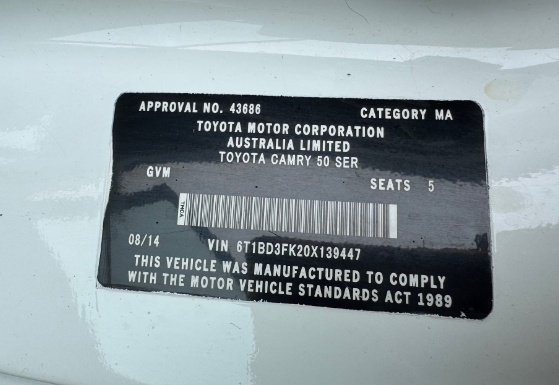 APPROVAL NO. 43686 CATEGORY MA
TOYOTA MOTOR CORPORATION
AUSTRALIA LIMITED
TOYOTA CAMRY 50 SER
GVM SEATS 5
TMCA
08/14 VIN 6T1BD3FK20X139447
THIS VEHICLE WAS MANUFACTURED TO COMPLY
WITH THE MOTOR VEHICLE STANDARDS ACT 1989